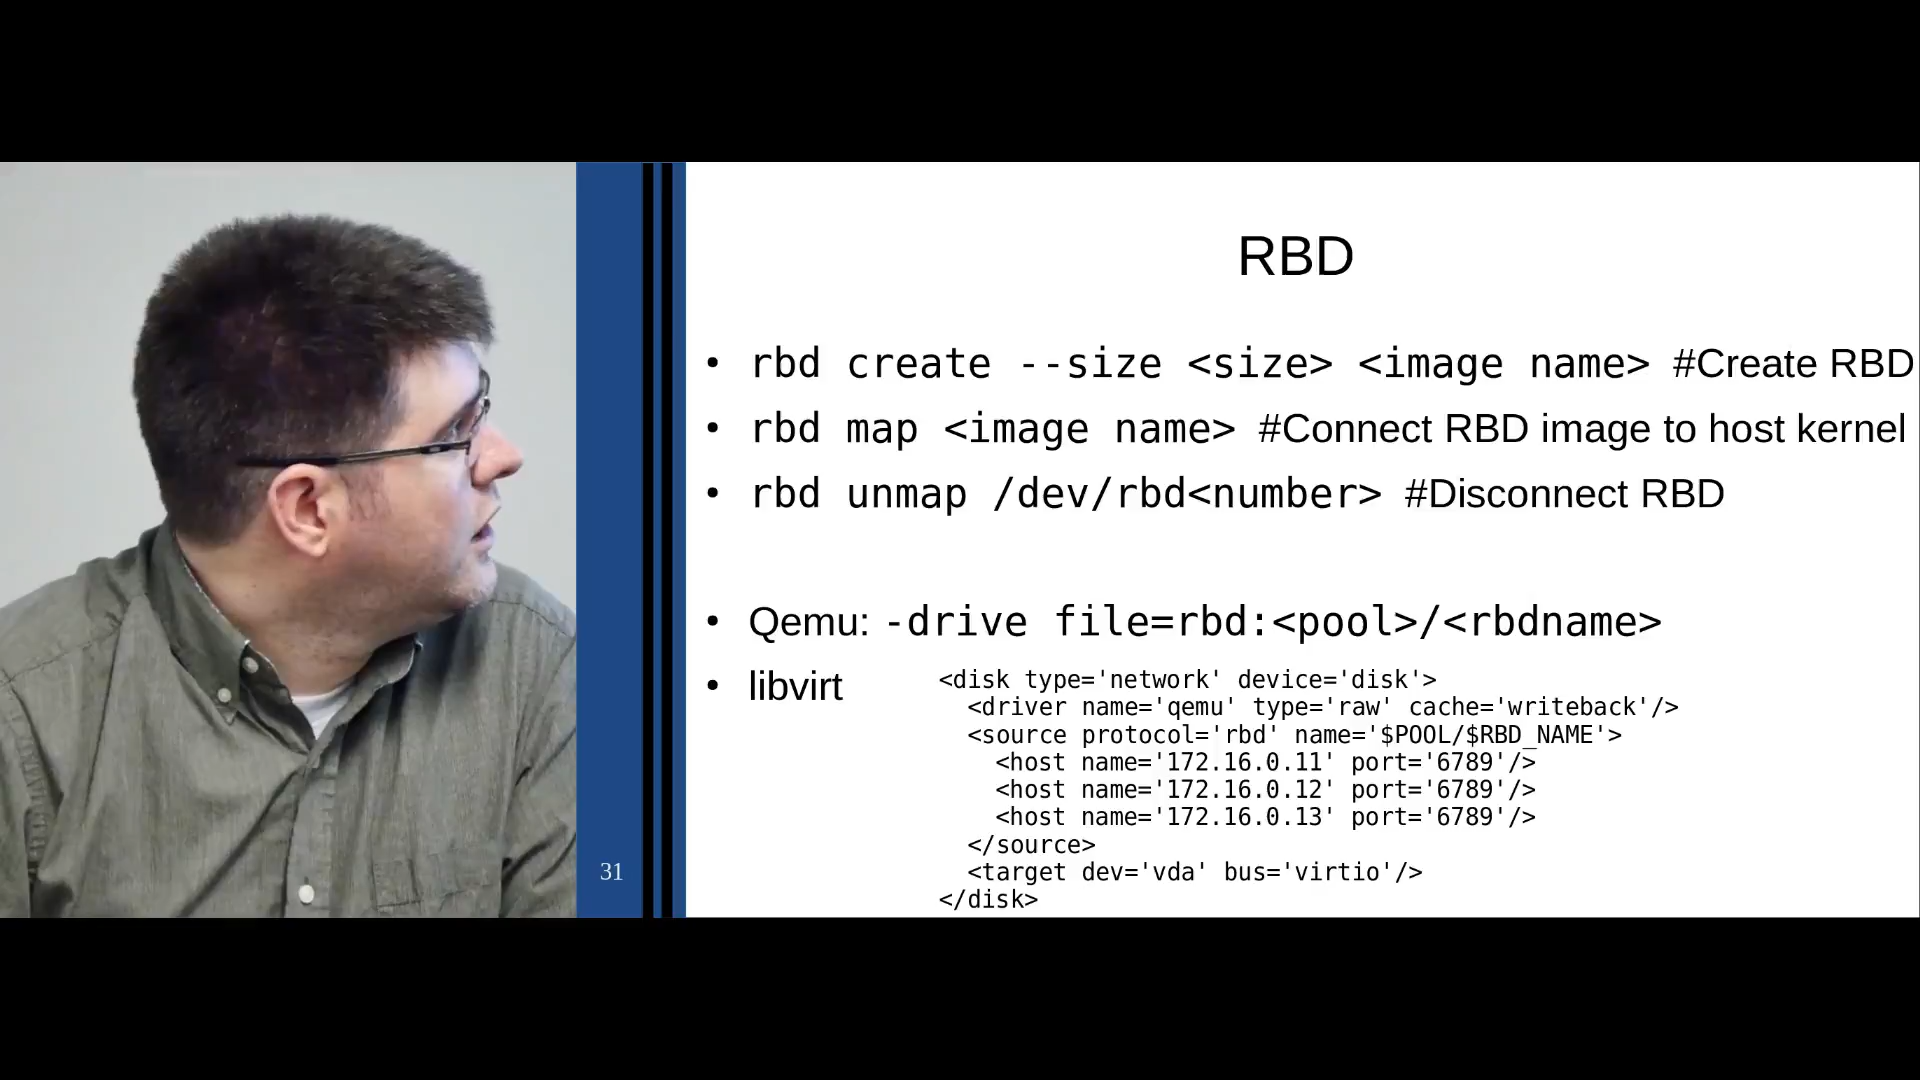 RBD
• rbd create --size <size> <image name> #Create RBD
• rbd map <image name> #Connect RBD image to host kernel
• rbd unmap /dev/rbd<number> #Disconnect RBD
• Qemu: -drive file=rbd:<pool>/<rbdname>
• libvirt
<disk type='network' device='disk'>
<driver name='qemu' type='raw' cache='writeback'/>
<source protocol='rbd' name='$POOL/$RBD_NAME'>
<host name='172.16.0.11' port='6789'/>
<host name='172.16.0.12' port='6789'/>
<host name='172.16.0.13' port='6789'/>
</source>
<target dev='vda' bus='virtio'/>
</disk>
31